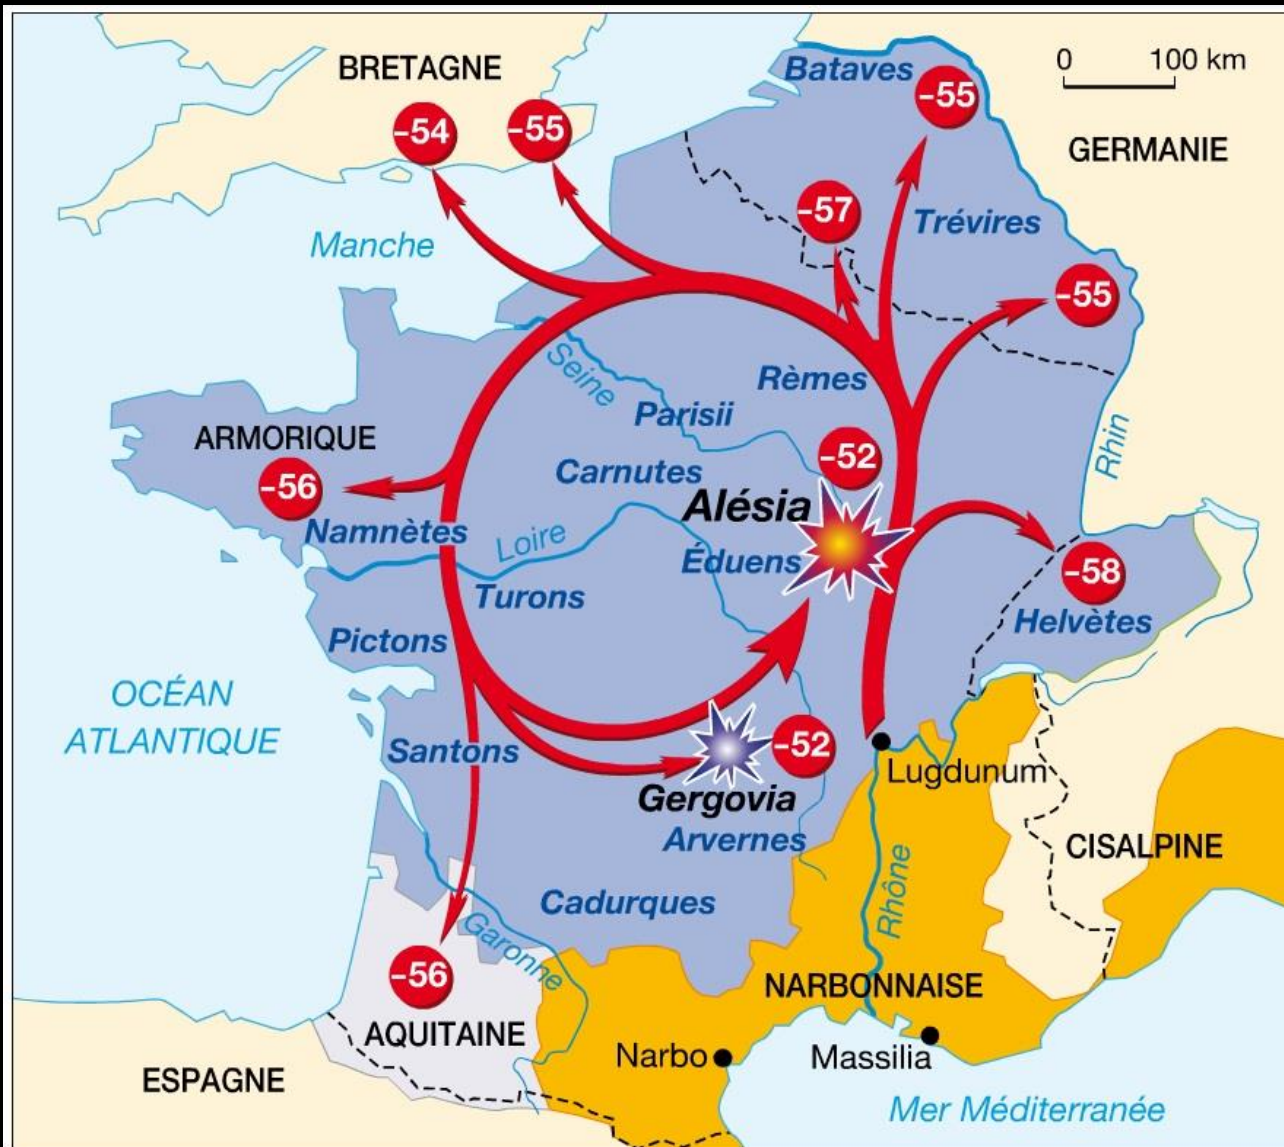 BRETAGNE
Bataves
0 100 km
-54
-55
-55
GERMANIE
-57
Trévires
Manche
-55
Seine
Rèmes
Parisii
Rhin
ARMORIQUE
-52
-56
Carnutes
Alésia
Namnètes
Loire
Éduens
-58
Turons
Helvètes
Pictons
OCÉAN
ATLANTIQUE
Santons
-52
Lugdunum
Gergovia
Arvernes
CISALPINE
Rhône
Cadurques
Garonne
-56
NARBONNAISE
AQUITAINE
Narbo
Massilia
ESPAGNE
Mer Méditerranée